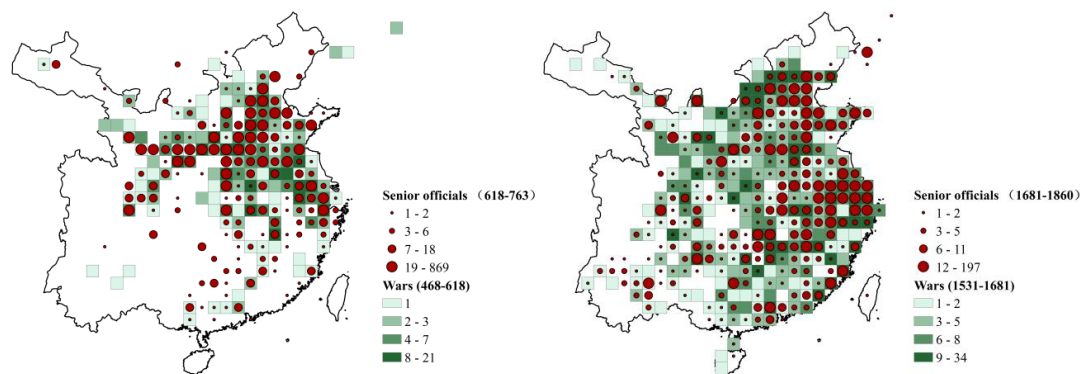 Senior officials （618-763）
1 - 2
3 - 6
7 - 18
19 - 869
Wars (468-618)
1
2 - 3
4 - 7
8 - 21
Senior officials （1681-1860）
1 - 2
3 - 5
6 - 11
12 - 197
Wars (1531-1681)
1 - 2
3 - 5
6 - 8
9 - 34